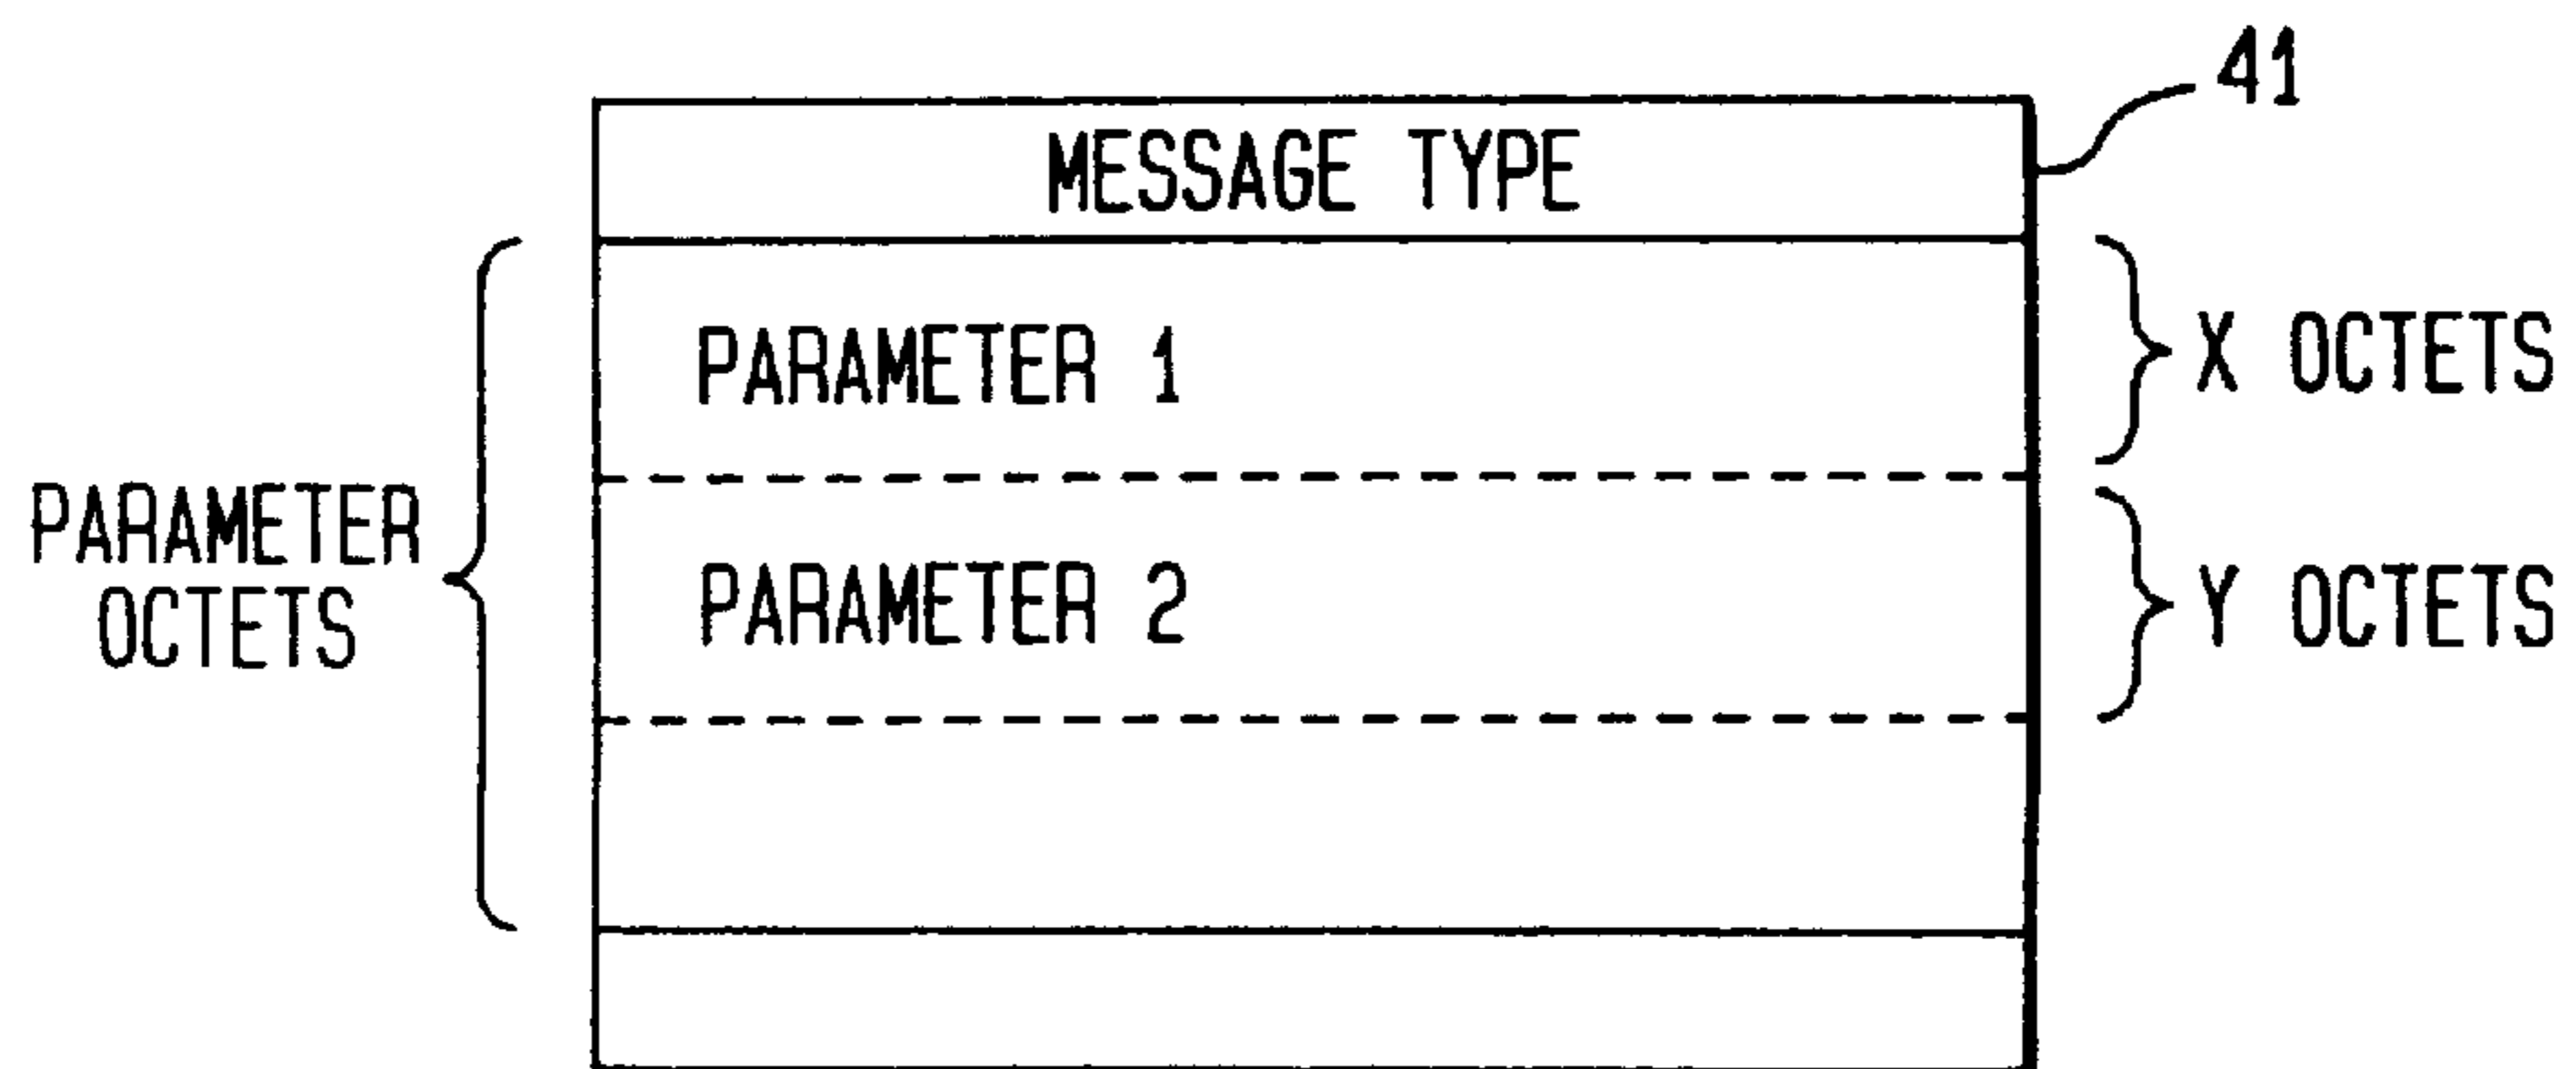 41
MESSAGE TYPE
PARAMETER 1
X OCTETS
PARAMETER
OCTETS
PARAMETER 2
Y OCTETS